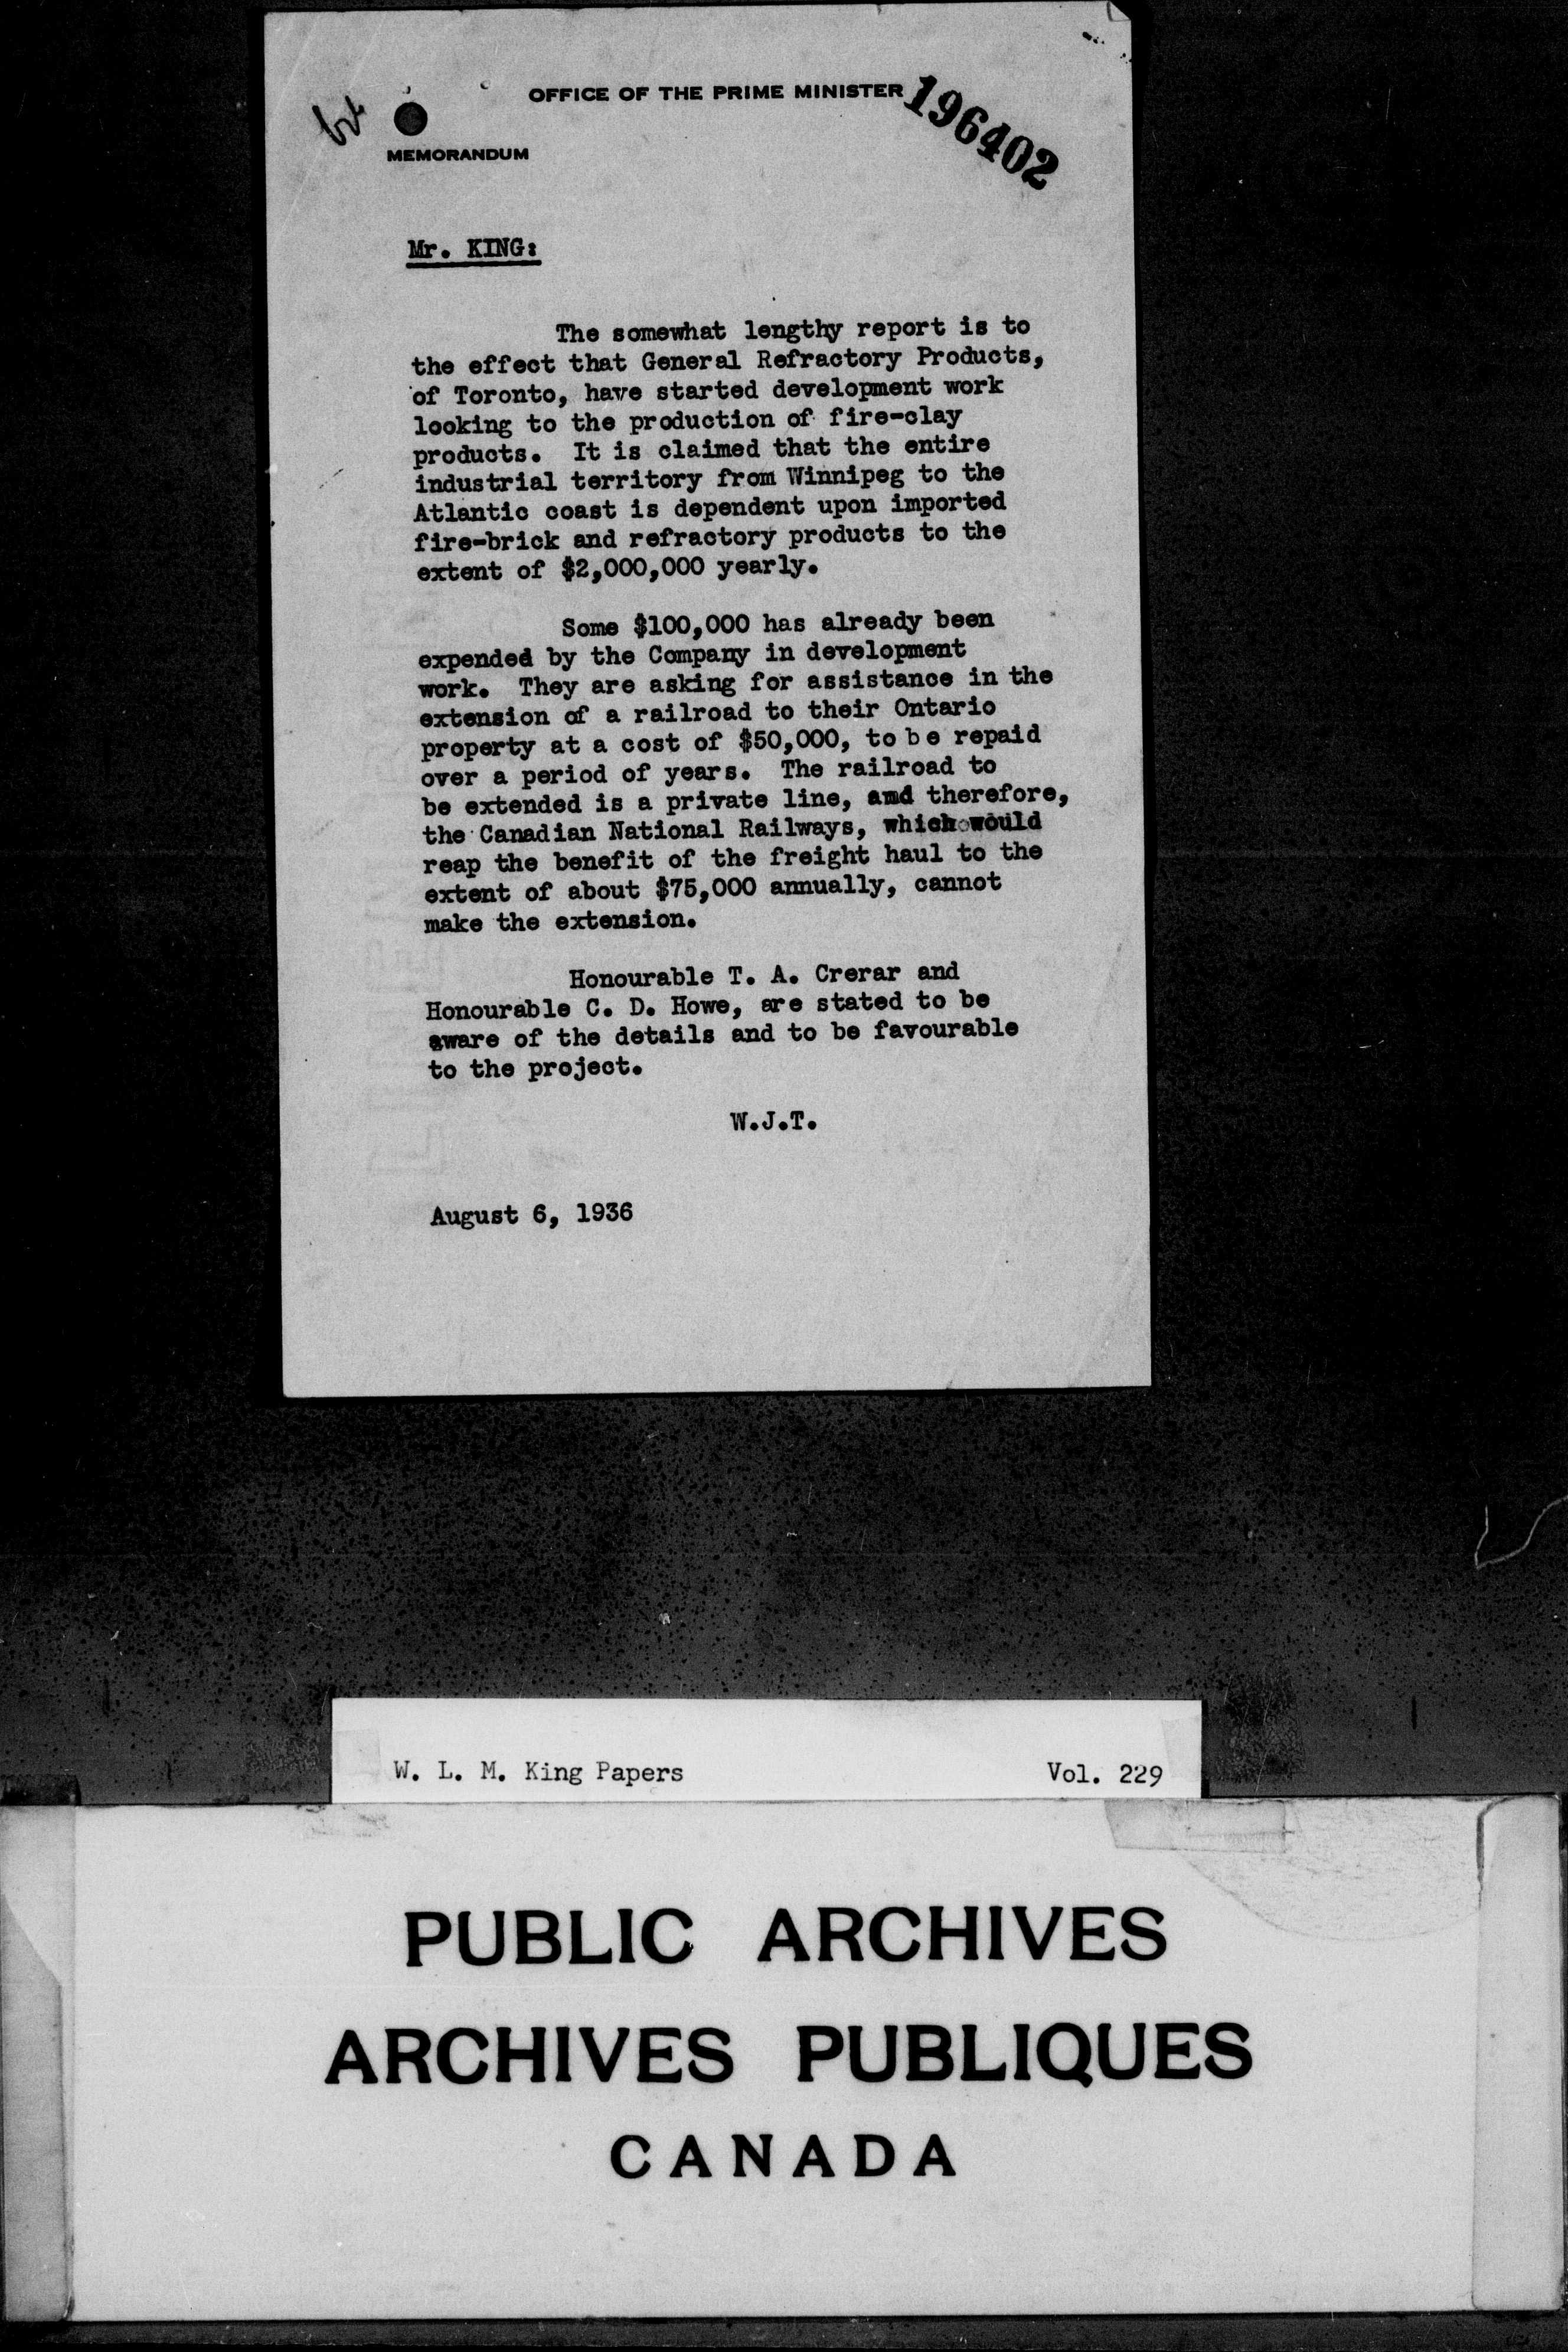 OFFICE OF THE PRIME MINISTER
196402
MEMORANDUM
Mr. KING:
The somewhat lengthy report is to
the effect that General Refractory Products,
of Toronto, have started development work
looking to the production of fire-clay
products. It is claimed that the entire
industrial territory from Winnipeg to the
Atlantic coast is dependent upon imported
fire-brick and refractory products to the
extent of $2,000,000 yearly.
Some $100,000 has already been
expended by the Company in development
work. They are asking for assistance in the
extension of a railroad to their Ontario
property at a cost of $50,000, to be repaid
over a period of years. The railroad to
be extended is a private line, and therefore,
the Canadian National Railways, which would
reap the benefit of the freight haul to the
extent of about $75,000 annually, cannot
make the extension.
Honourable T. A. Crerar and
Honourable C. D. Howe, are stated to be
aware of the details and to be favourable
to the project.
W.J.T.
August 6, 1936
W. L. M. King Papers Vol. 229
PUBLIC ARCHIVES
ARCHIVES PUBLIQUES
CANADA